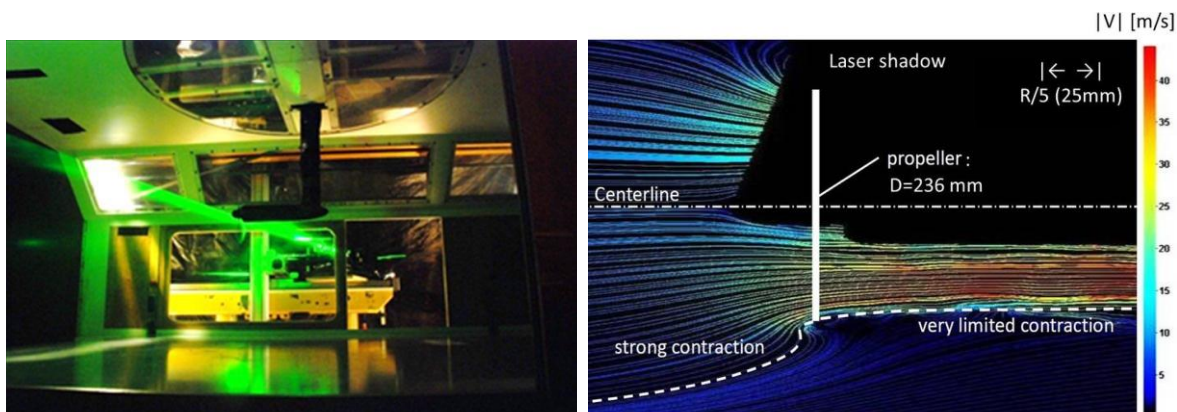 |V| [m/s]
Laser shadow
|← →|
R/5 (25mm)
40
35
30
25
20
15
10
5
propeller :
D=236 mm
Centerline
very limited contraction
strong contraction